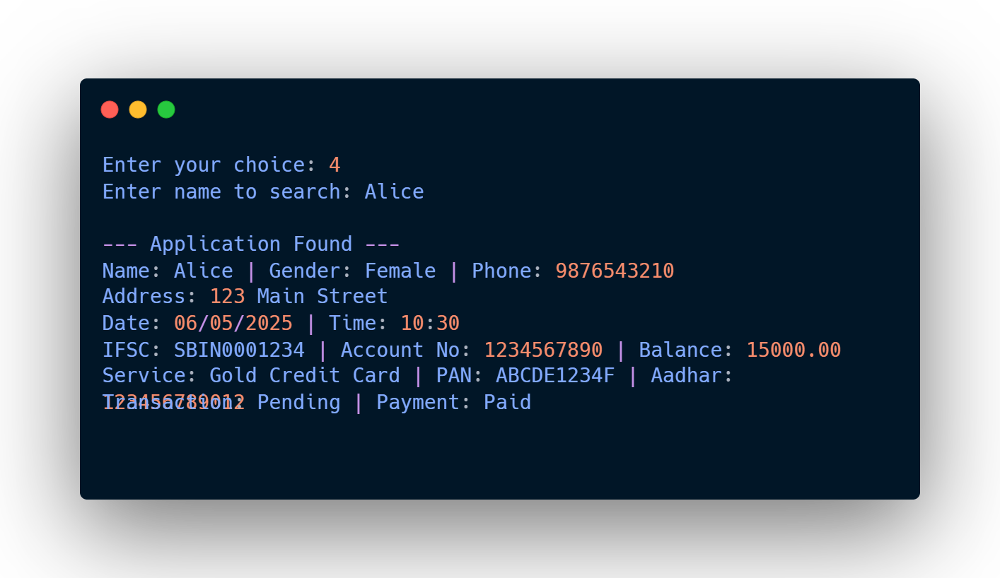 Enter your choice: 4
Enter name to search: Alice
--- Application Found ---
Name: Alice | Gender: Female | Phone: 9876543210
Address: 123 Main Street
Date: 06/05/2025 | Time: 10:30
IFSC: SBIN0001234 | Account No: 1234567890 | Balance: 15000.00
Service: Gold Credit Card | PAN: ABCDE1234F | Aadhar:
123456789012
Transaction: Pending | Payment: Paid